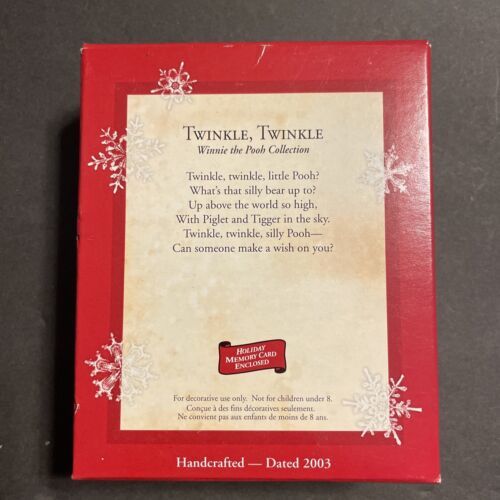 TWINKLE, TWINKLE
Winnie the Pooh Collection
Twinkle, twinkle, little Pooh?
What's that silly bear up to?
Up above the world so high,
With Piglet and Tigger in the sky.
Twinkle, twinkle, silly Pooh—
Can someone make a wish on you?
HOLIDAY
MEMORY CARD
ENCLOSED
For decorative use only. Not for children under 8.
Conçue à des fins décoratives seulement.
Ne convient pas aux enfants de moins de 8 ans.
Handcrafted — Dated 2003